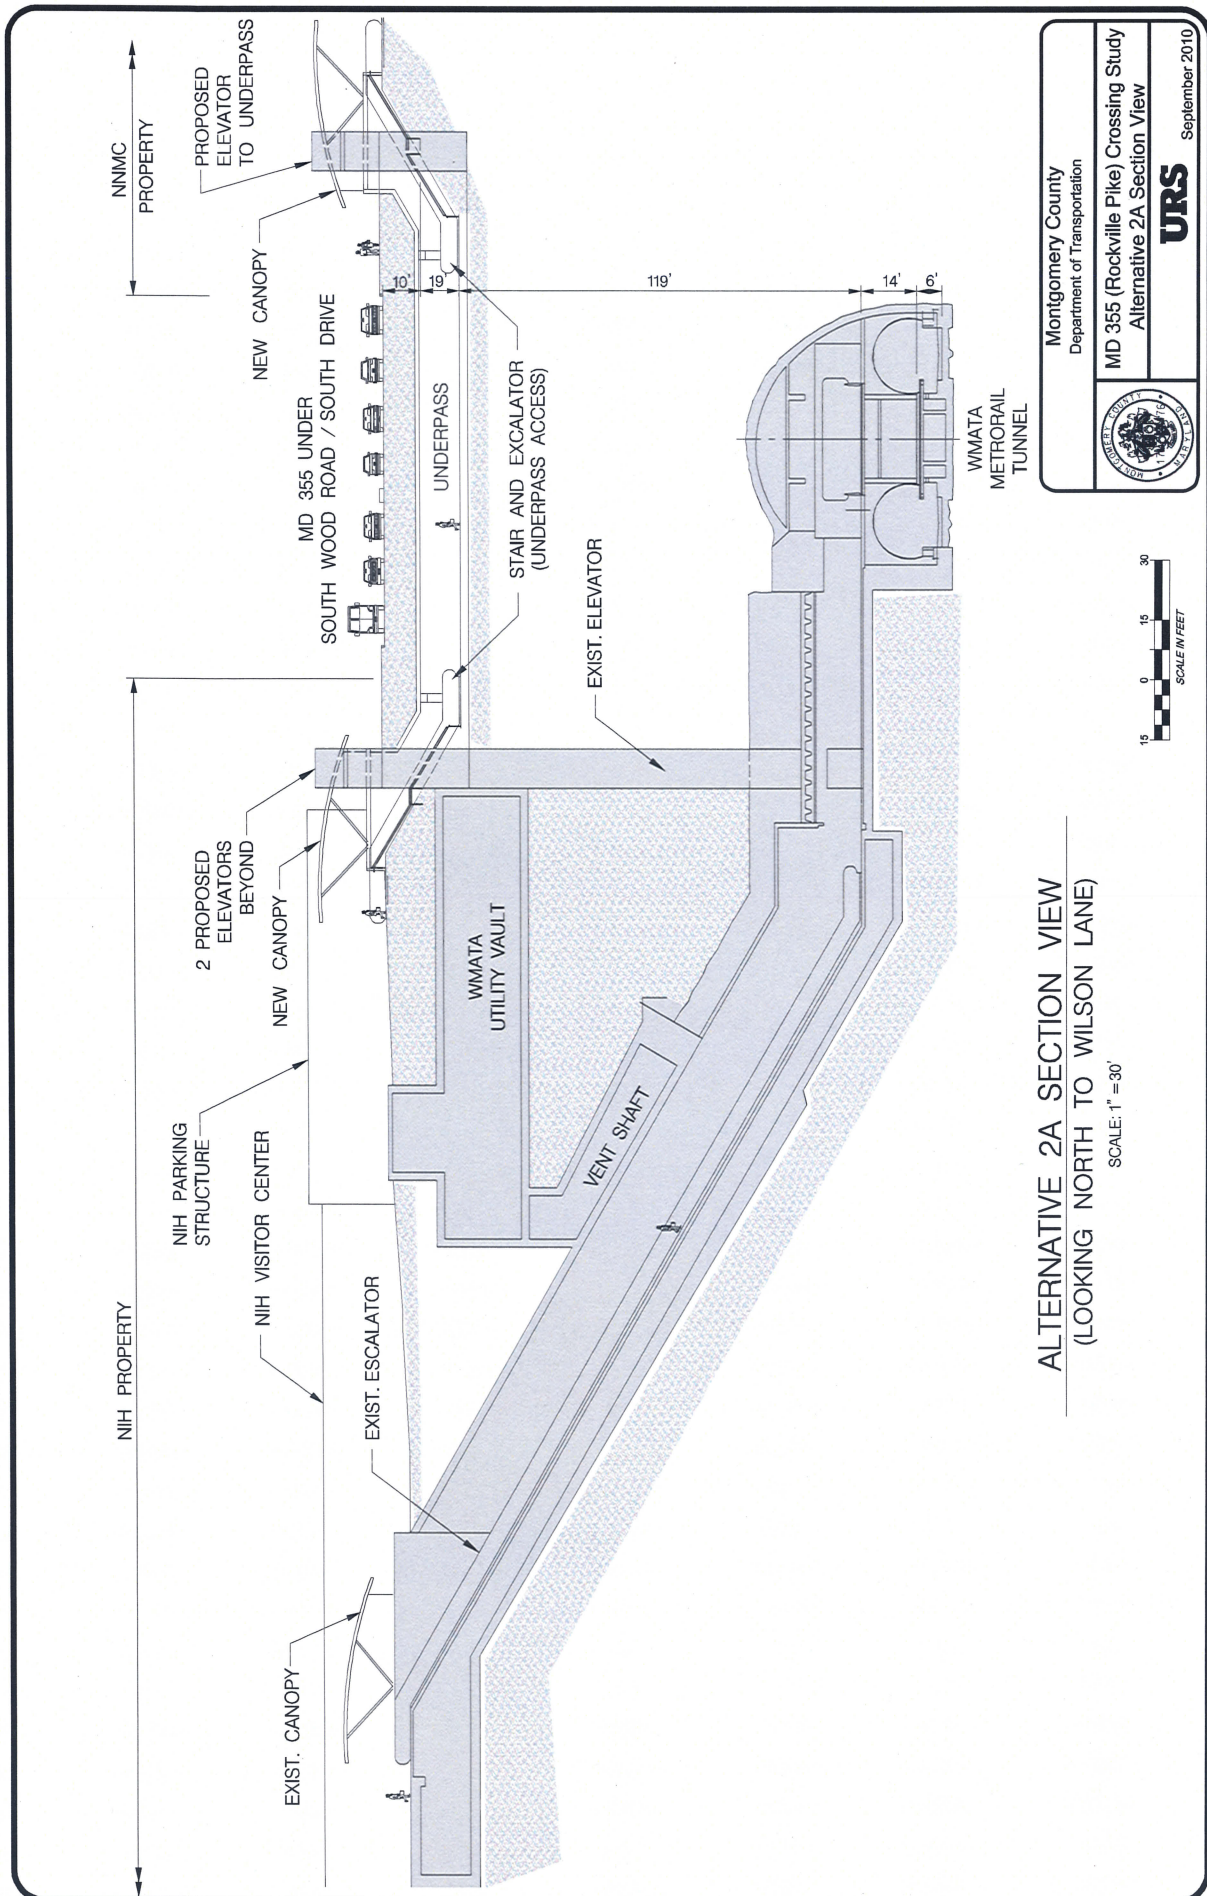 NNMC
PROPERTY
PROPOSED
ELEVATOR
TO UNDERPASS
NEW CANOPY
MD 355 UNDER
SOUTH WOOD ROAD / SOUTH DRIVE
10'
19'
119'
14'
6'
UNDERPASS
STAIR AND EXCALATOR
(UNDERPASS ACCESS)
EXIST. ELEVATOR
WMATA
METRORAIL
TUNNEL
NIH PROPERTY
2 PROPOSED
ELEVATORS
BEYOND
NEW CANOPY
NIH PARKING
STRUCTURE
NIH VISITOR CENTER
WMATA
UTILITY VAULT
VENT SHAFT
EXIST. ESCALATOR
EXIST. CANOPY
ALTERNATIVE 2A SECTION VIEW
(LOOKING NORTH TO WILSON LANE)
SCALE: 1" = 30'
15 0 15 30
SCALE IN FEET
Montgomery County
Department of Transportation
MONTGOMERY COUNTY
MARYLAND
MD 355 (Rockville Pike) Crossing Study
Alternative 2A Section View
URS
September 2010